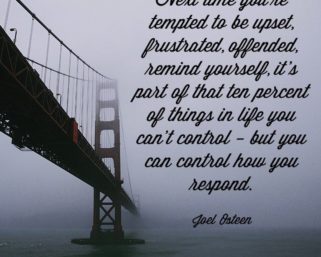 Next time you're
tempted to be upset,
frustrated, offended,
remind yourself, it's
part of that ten percent
of things in life you
can't control – but you
can control how you
respond.
Joel Osteen